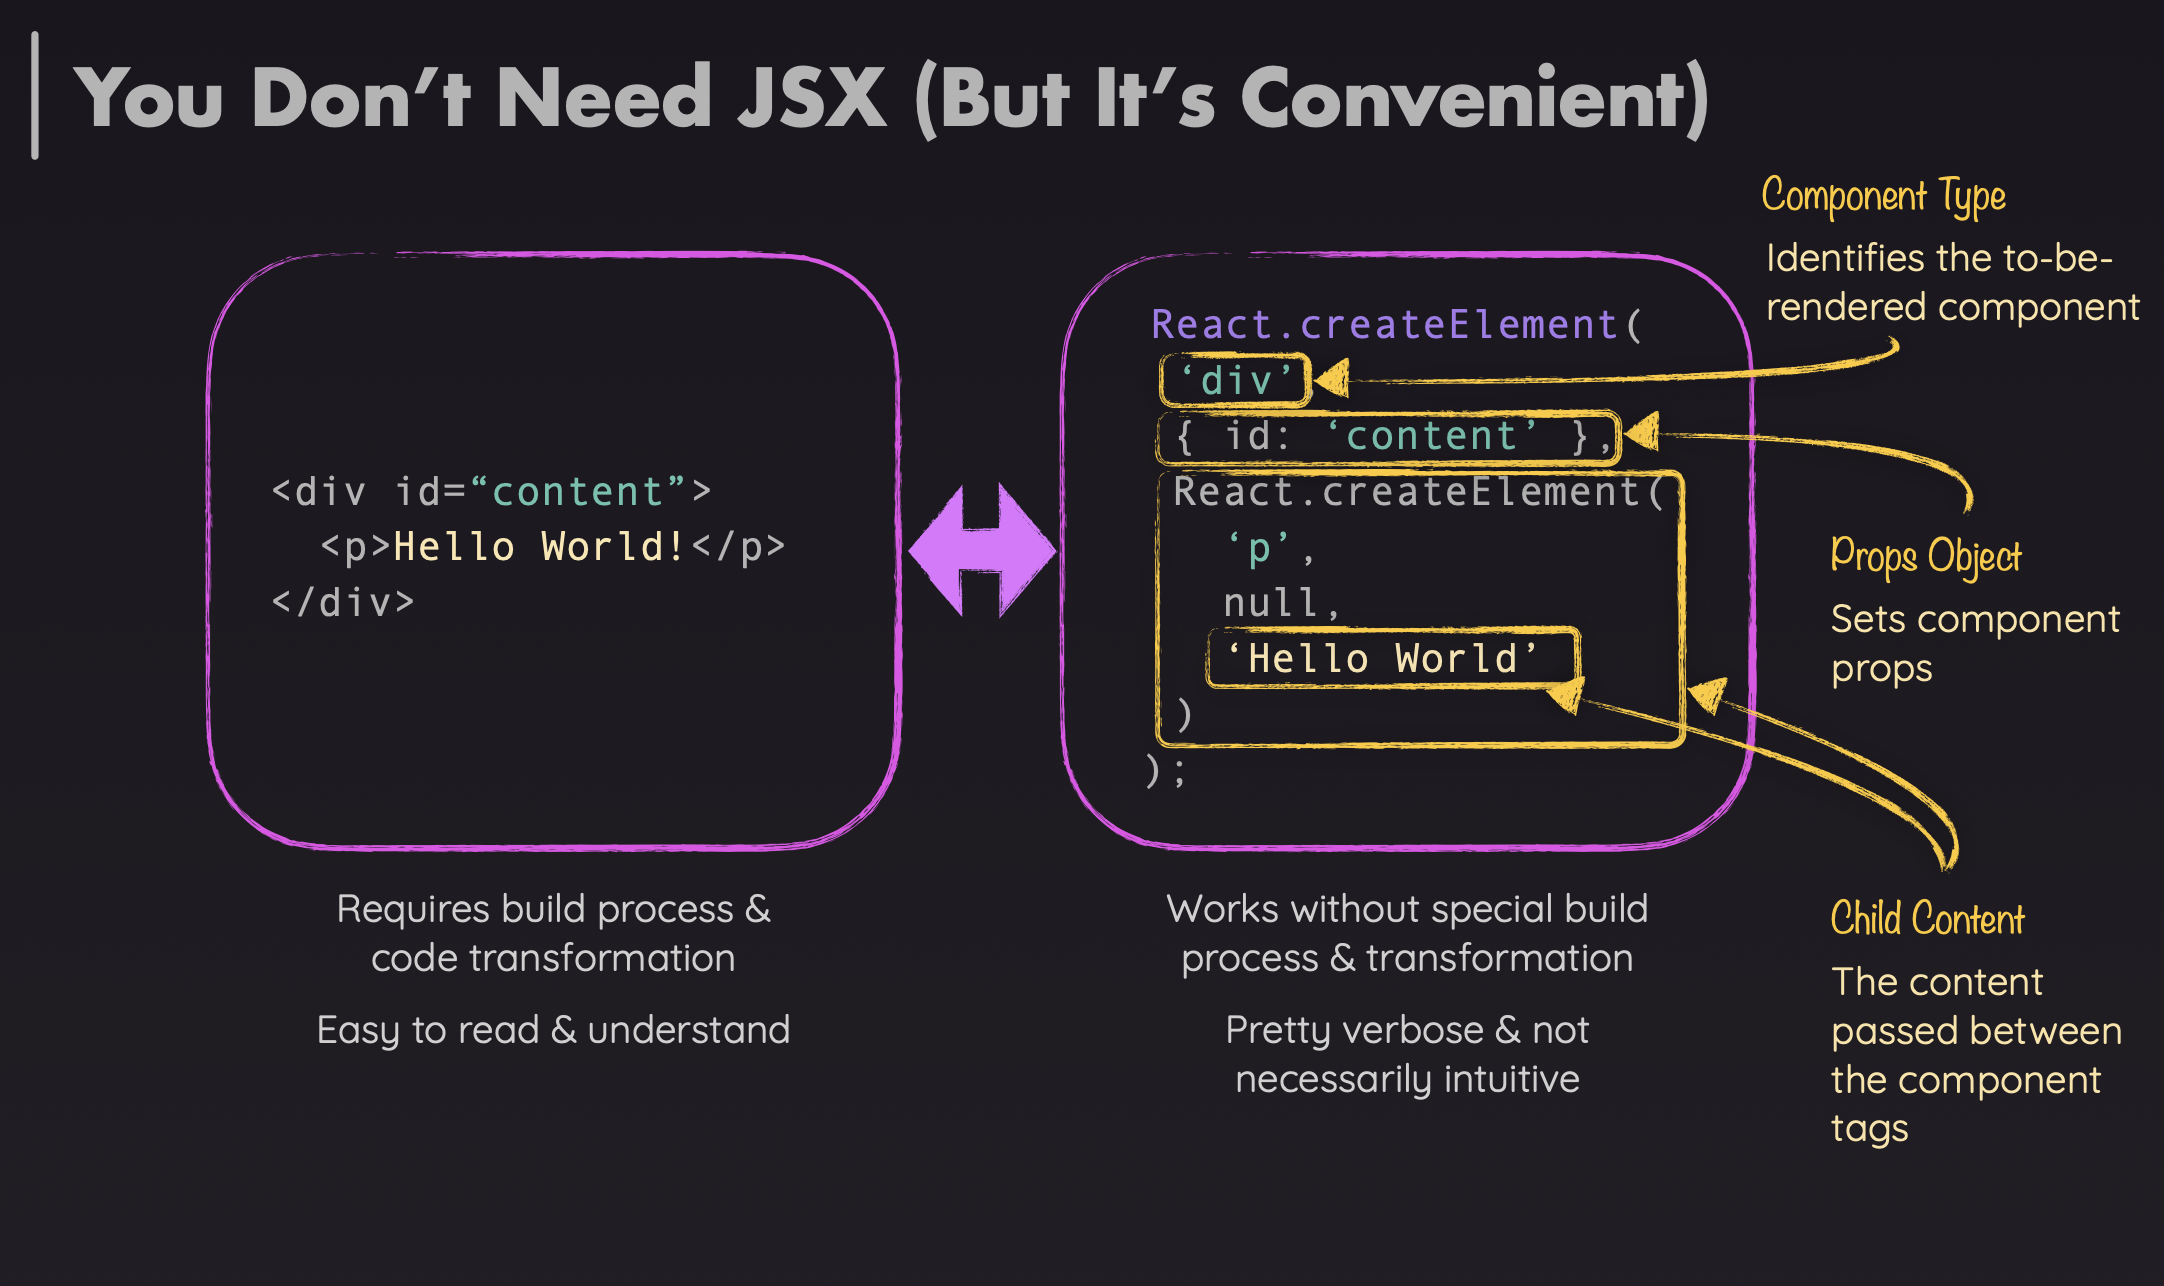 You Don’t Need JSX (But It’s Convenient)
<div id=“content”>
  <p>Hello World!</p>
</div>
Requires build process &
code transformation
Easy to read & understand
React.createElement(
‘div’
{ id: ‘content’ },
React.createElement(
‘p’,
null,
‘Hello World’
)
);
Works without special build
process & transformation
Pretty verbose & not
necessarily intuitive
Component Type
Identifies the to-be-
rendered component
Props Object
Sets component
props
Child Content
The content
passed between
the component
tags